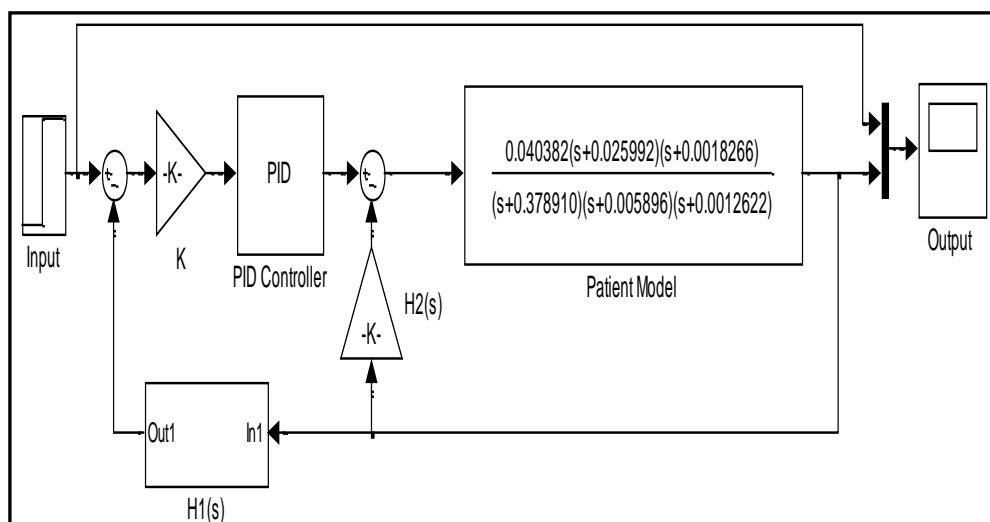 Input
-K-
K
PID
PID Controller
-K-
H2(s)
0.040382(s+0.025992)(s+0.0018266)
(s+0.378910)(s+0.005896)(s+0.0012622)
Patient Model
Output
Out1
In1
H1(s)